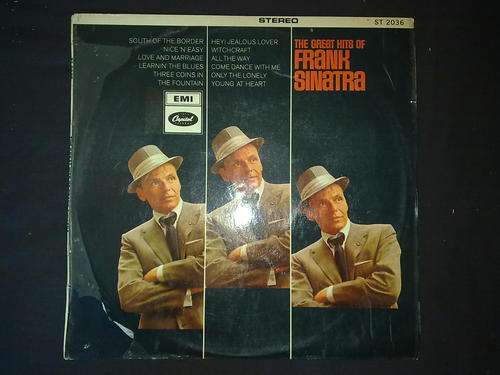 STEREO
ST 2036
SOUTH OF THE BORDER
NICE 'N' EASY
LOVE AND MARRIAGE
LEARNIN' THE BLUES
THREE COINS IN
THE FOUNTAIN
HEY! JEALOUS LOVER
WITCHCRAFT
ALL THE WAY
COME DANCE WITH ME
ONLY THE LONELY
YOUNG AT HEART
THE GREAT HITS OF
FRANK
SINATRA
EMI
Capitol